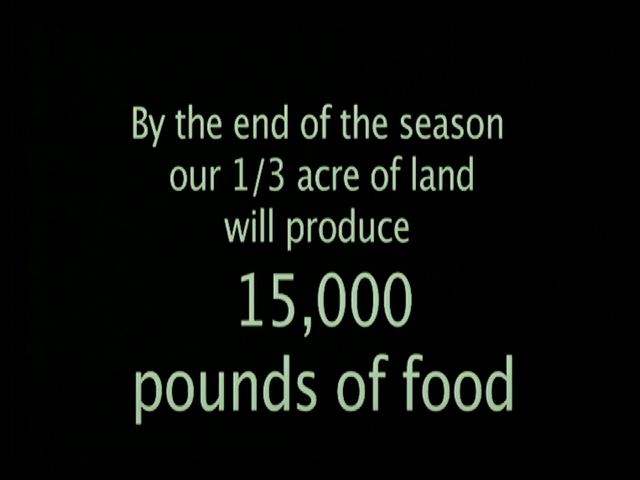 By the end of the season
our 1/3 acre of land
will produce
15,000
pounds of food